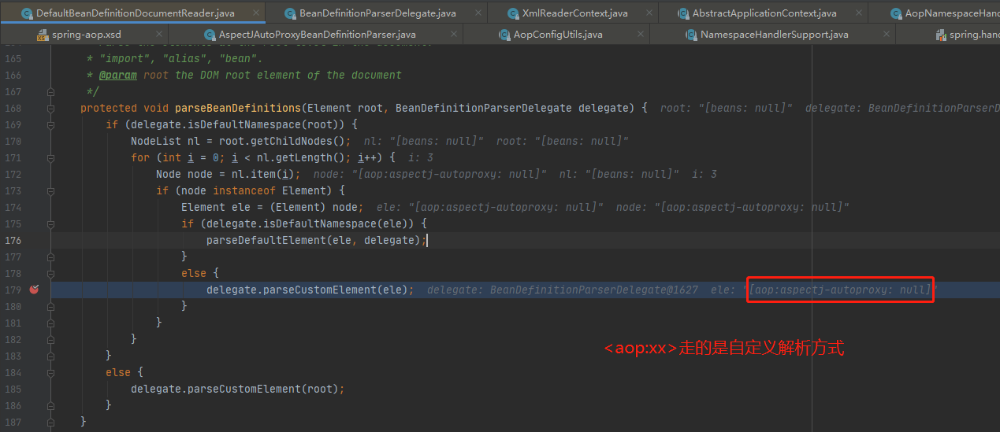 DefaultBeanDefinitionDocumentReader.java BeanDefinitionParserDelegate.java XmlReaderContext.java AbstractApplicationContext.java AopNamespaceHand
spring-aop.xsd AspectJAutoProxyBeanDefinitionParser.java AopConfigUtils.java NamespaceHandlerSupport.java spring.hand
165 * "import", "alias", "bean".
166 * @param root the DOM root element of the document
167 */
168 protected void parseBeanDefinitions(Element root, BeanDefinitionParserDelegate delegate) { root: "[beans: null]" delegate: BeanDefinitionParserD
169 if (delegate.isDefaultNamespace(root)) {
170 NodeList nl = root.getChildNodes(); nl: "[beans: null]" root: "[beans: null]"
171 for (int i = 0; i < nl.getLength(); i++) { i: 3
172 Node node = nl.item(i); node: "[aop:aspectj-autoproxy: null]" nl: "[beans: null]" i: 3
173 if (node instanceof Element) {
174 Element ele = (Element) node; ele: "[aop:aspectj-autoproxy: null]" node: "[aop:aspectj-autoproxy: null]"
175 if (delegate.isDefaultNamespace(ele)) {
176 parseDefaultElement(ele, delegate);
177 }
178 else {
179 delegate.parseCustomElement(ele); delegate: BeanDefinitionParserDelegate@1627 ele: "[aop:aspectj-autoproxy: null]"
180 }
181 }
182 }
<aop:xx>走的是自定义解析方式
183 }
184 else {
185 delegate.parseCustomElement(root);
186 }
187 }